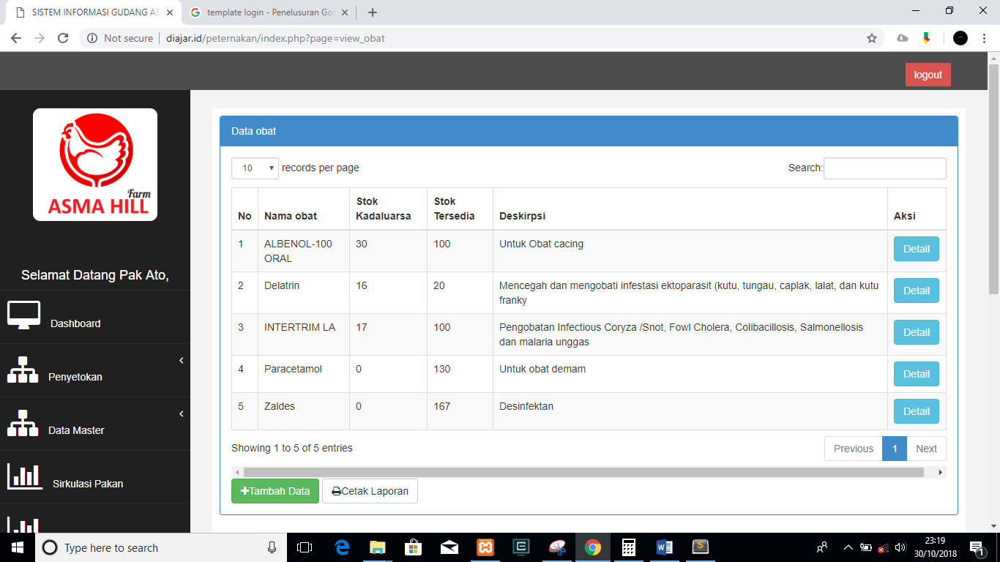 SISTEM INFORMASI GUDANG AS
template login - Penelusuran Goo
Not secure | diajar.id/peternakan/index.php?page=view_obat
logout
Farm
ASMA HILL
Selamat Datang Pak Ato,
Dashboard
Penyetokan
Data Master
Sirkulasi Pakan
Data obat
10 records per page
Search:
No Nama obat Stok Kadaluarsa Stok Tersedia Deskirpsi Aksi
1 ALBENOL-100 ORAL 30 100 Untuk Obat cacing Detail
2 Delatrin 16 20 Mencegah dan mengobati infestasi ektoparasit (kutu, tungau, caplak, lalat, dan kutu franky Detail
3 INTERTRIM LA 17 100 Pengobatan Infectious Coryza /Snot, Fowl Cholera, Colibacillosis, Salmonellosis dan malaria unggas Detail
4 Paracetamol 0 130 Untuk obat demam Detail
5 Zaldes 0 167 Desinfektan Detail
Showing 1 to 5 of 5 entries
Previous 1 Next
Tambah Data
Cetak Laporan
Type here to search
23:19
30/10/2018
1